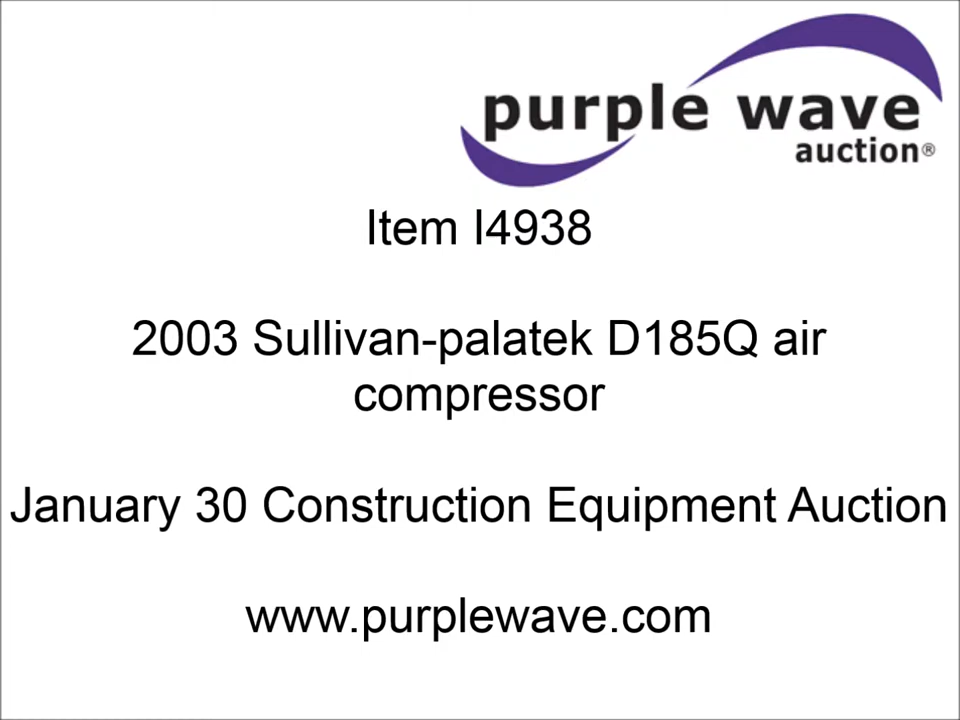 purple wave
auction®
Item I4938
2003 Sullivan-palatek D185Q air
compressor
January 30 Construction Equipment Auction
www.purplewave.com